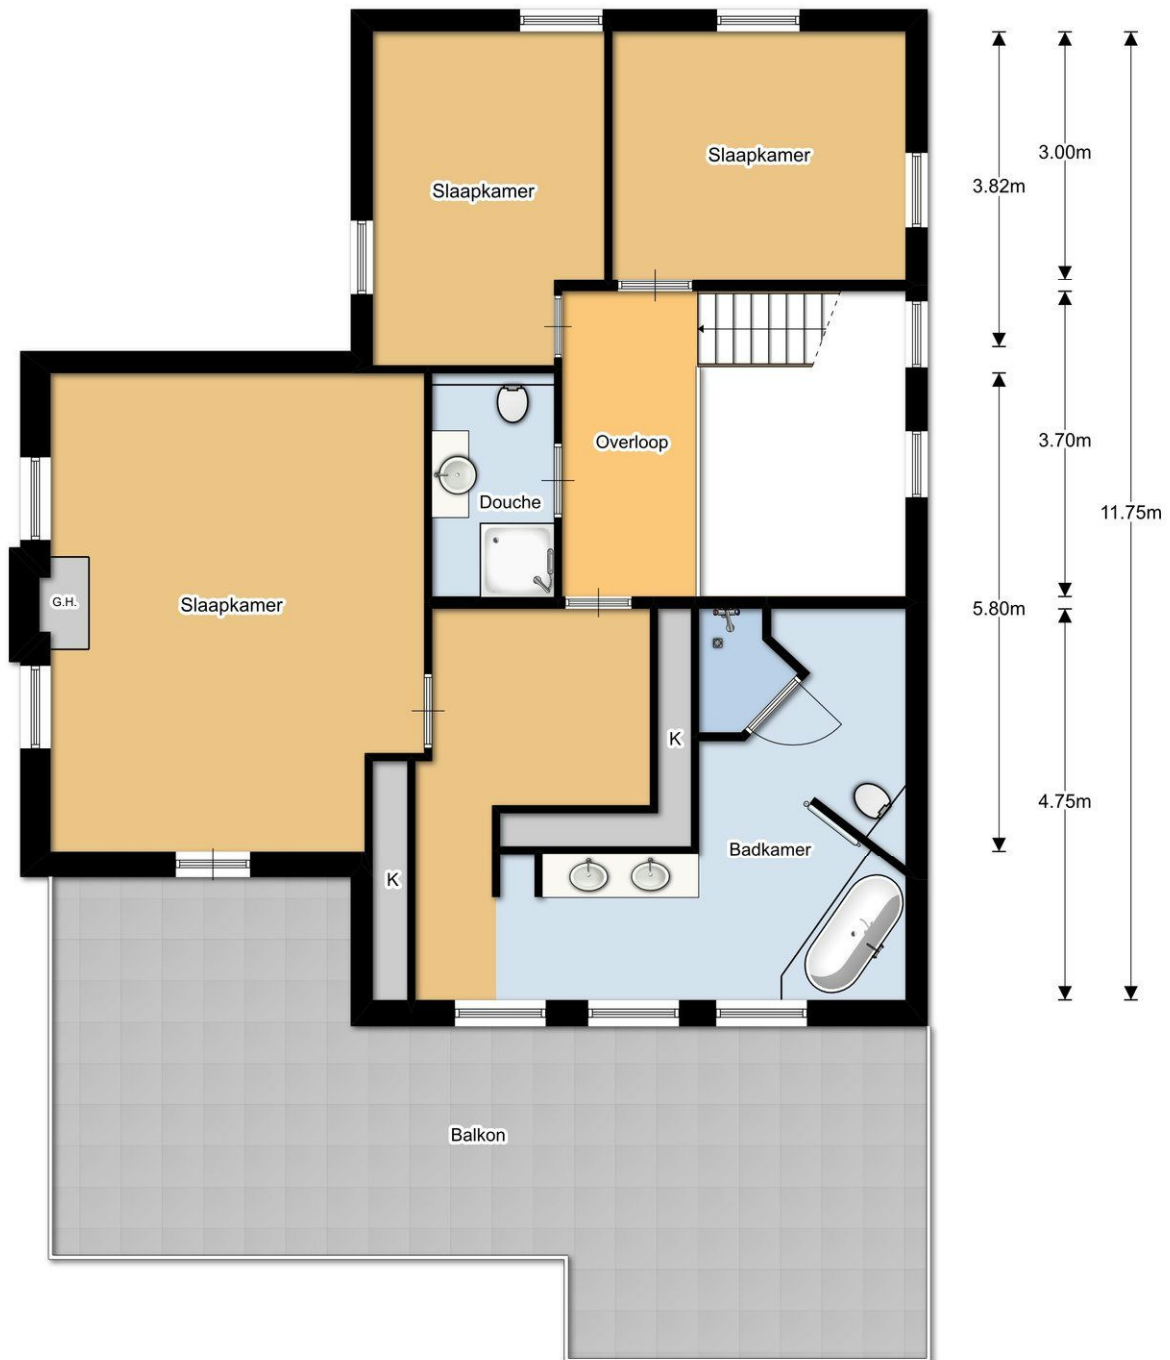 Slaapkamer
Slaapkamer
3.00m
3.82m
Overloop
3.70m
Douche
11.75m
G.H.
Slaapkamer
5.80m
K
4.75m
Badkamer
K
Balkon